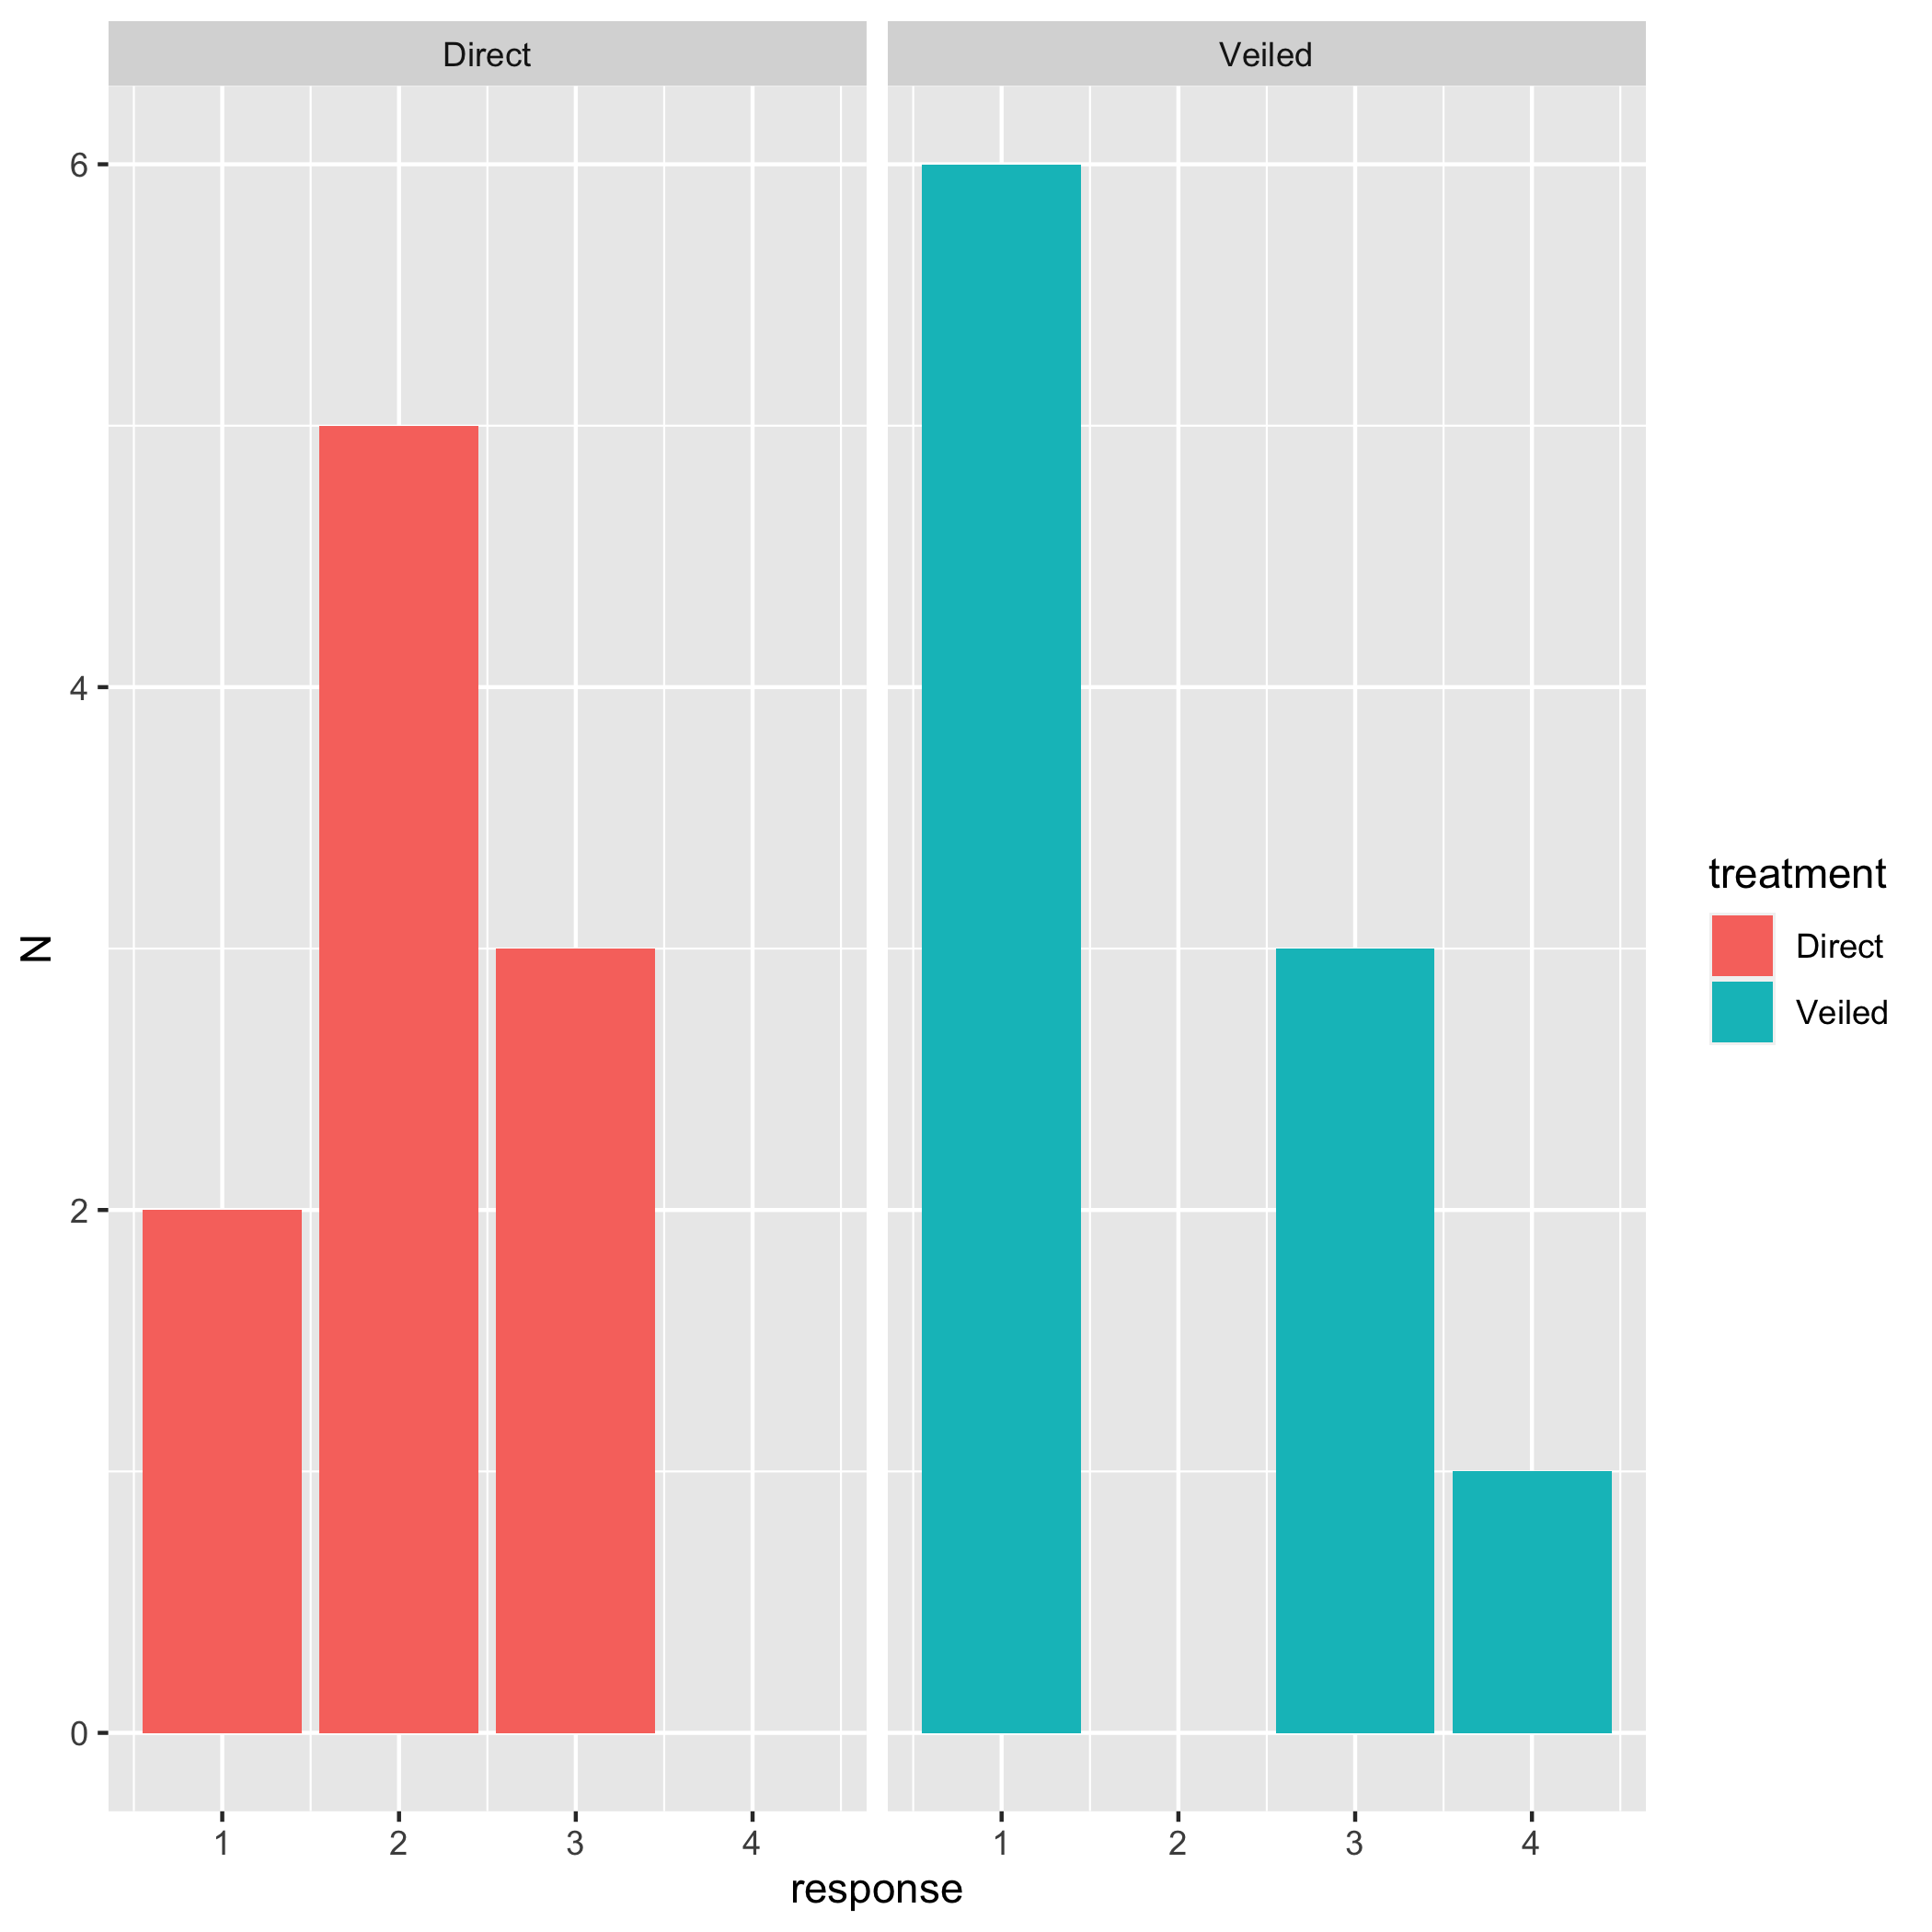 Direct
Veiled
6
4
2
0
N
1 2 3 4
1 2 3 4
response
treatment
Direct
Veiled